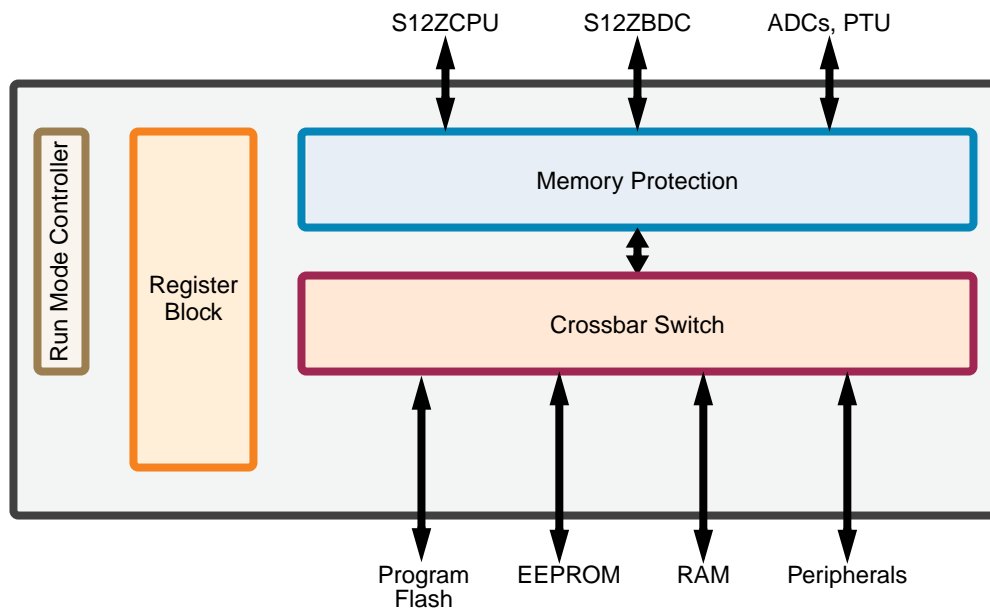 S12ZCPU
S12ZBDC
ADCs, PTU
Run Mode Controller
Register
Block
Memory Protection
Crossbar Switch
Program
Flash
EEPROM
RAM
Peripherals